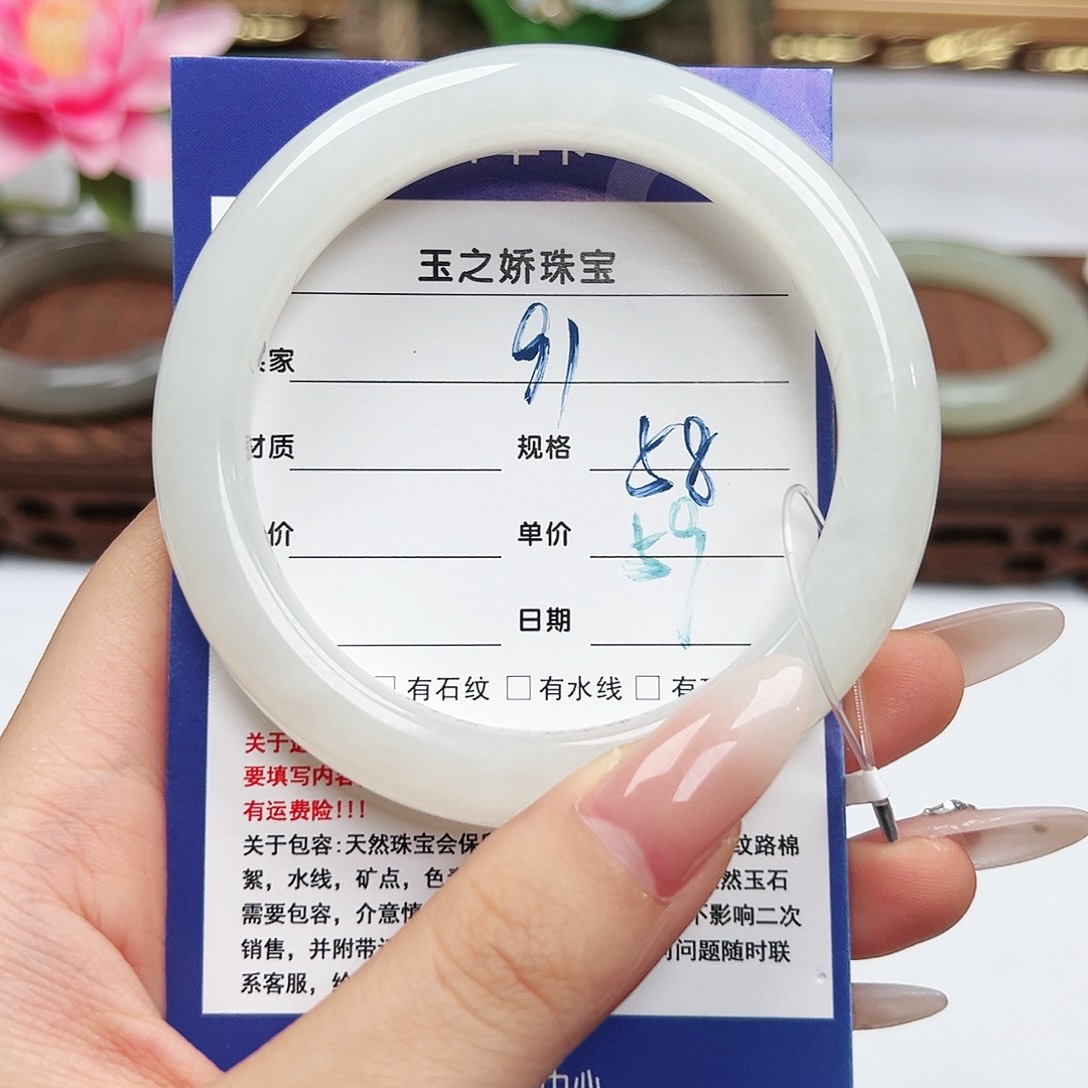 玉之娇珠宝
家 91
材质 规格 58
价 单价 59
日期
□ 有石纹 □ 有水线 □ 有
关于
要填写内容
有运费险!!!
关于包容:天然珠宝会保 纹路棉
絮，水线，矿点，色 然玉石
需要包容，介意慎 不影响二次
销售，并附带 问题随时联
系客服，